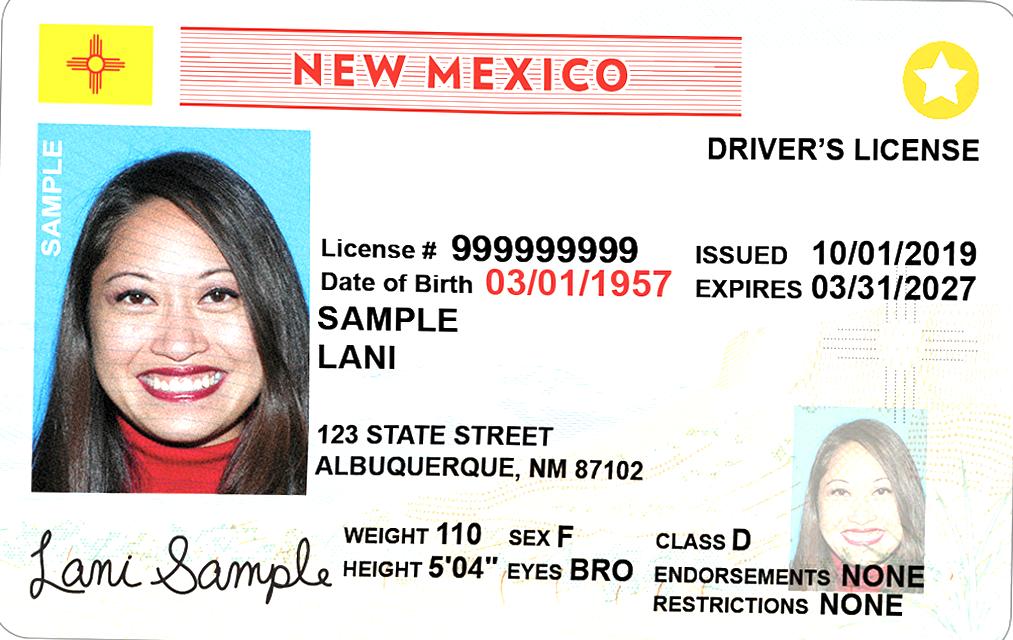 NEW MEXICO
DRIVER'S LICENSE
SAMPLE
License # 999999999
Date of Birth 03/01/1957
ISSUED 10/01/2019
EXPIRES 03/31/2027
SAMPLE
LANI
123 STATE STREET
ALBUQUERQUE, NM 87102
WEIGHT 110 SEX F
HEIGHT 5'04" EYES BRO
CLASS D
ENDORSEMENTS NONE
RESTRICTIONS NONE
Lani Sample